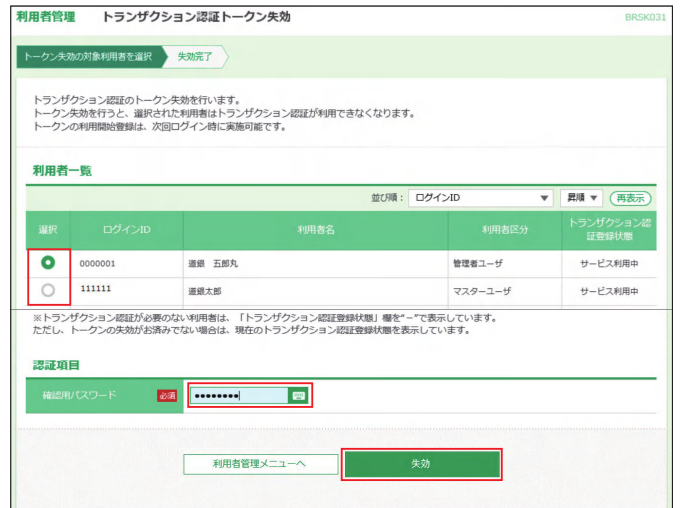 利用者管理 トランザクション認証トークン失効 BRSK031
トークン失効の対象利用者を選択 失効完了
トランザクション認証のトークン失効を行います。
トークン失効を行うと、選択された利用者はトランザクション認証が利用できなくなります。
トークンの利用開始登録は、次回ログイン時に実施可能です。
利用者一覧
並び順： ログインID 昇順 再表示
選択 ログインID 利用者名 利用者区分 トランザクション認
証登録状態
0000001 道銀 五郎丸 管理者ユーザ サービス利用中
111111 道銀太郎 マスターユーザ サービス利用中
※トランザクション認証が必要のない利用者は、「トランザクション認証登録状態」欄を“－”で表示しています。
ただし、トークンの失効がお済みでない場合は、現在のトランザクション認証登録状態を表示しています。
認証項目
確認用パスワード 必須 ●●●●●●●●
利用者管理メニューへ 失効